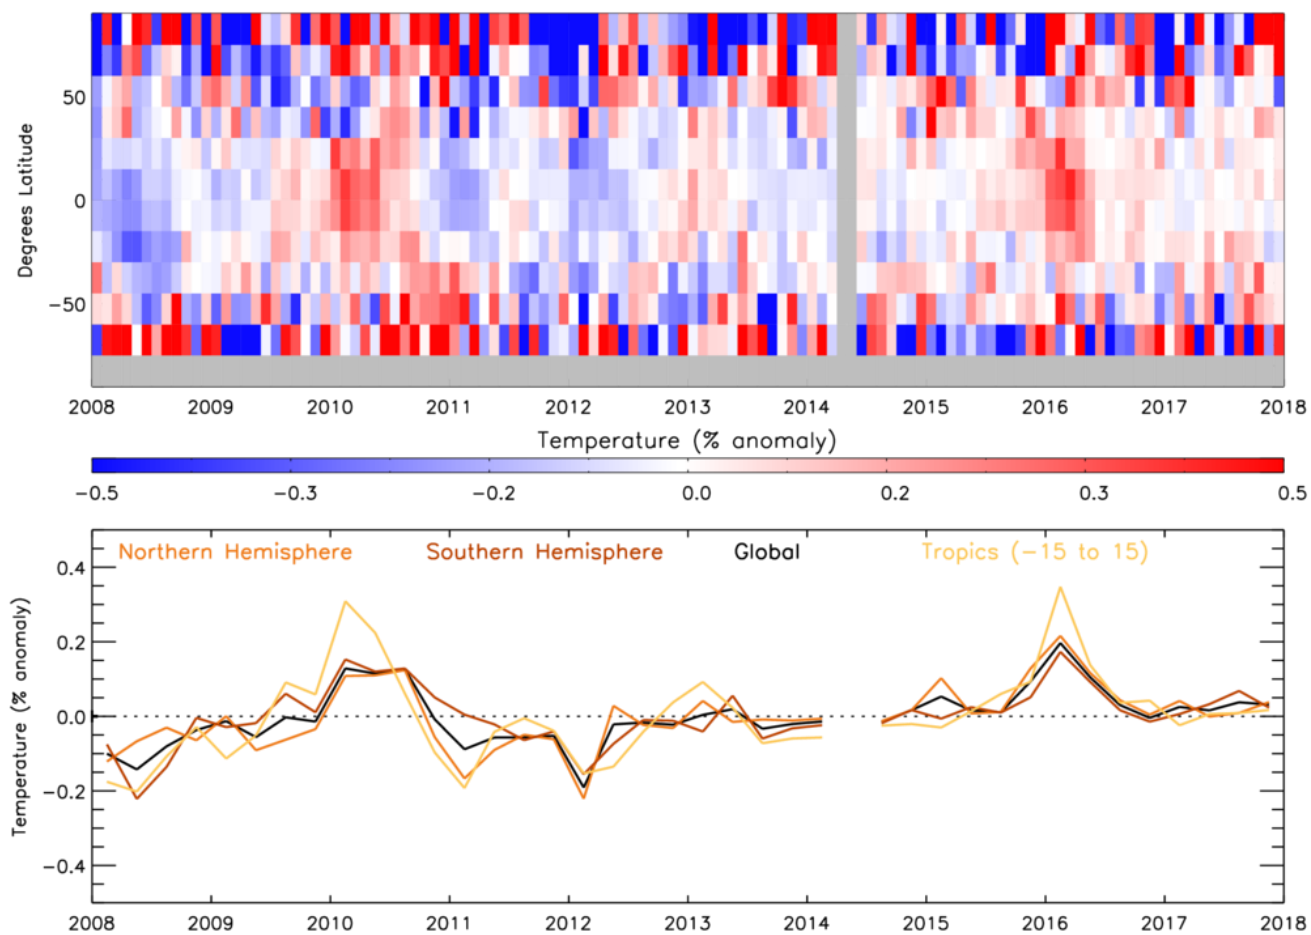 50
0
−50
Degrees Latitude
2008 2009 2010 2011 2012 2013 2014 2015 2016 2017 2018
Temperature (% anomaly)
−0.5 −0.3 −0.2 0.0 0.2 0.3 0.5
Northern Hemisphere Southern Hemisphere Global Tropics (−15 to 15)
0.4
0.2
0.0
−0.2
−0.4
Temperature (% anomaly)
2008 2009 2010 2011 2012 2013 2014 2015 2016 2017 2018